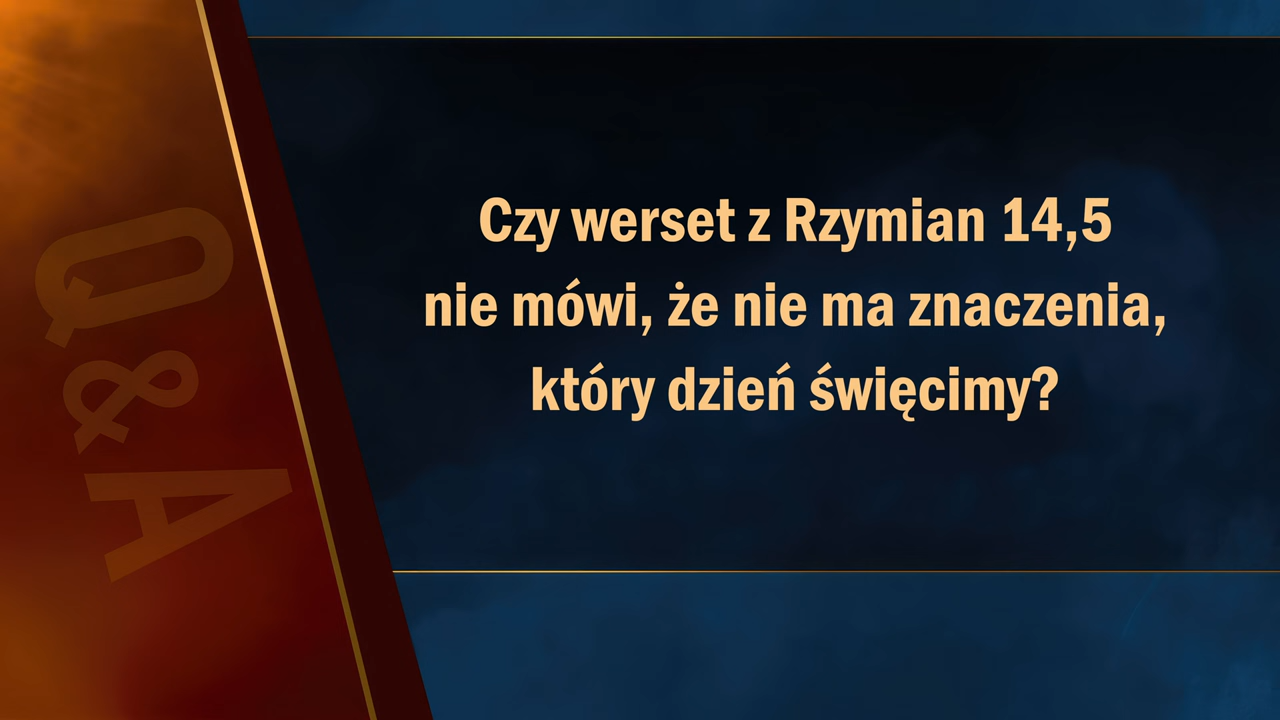 Q&A
Czy werset z Rzymian 14,5
nie mówi, że nie ma znaczenia,
który dzień święcimy?